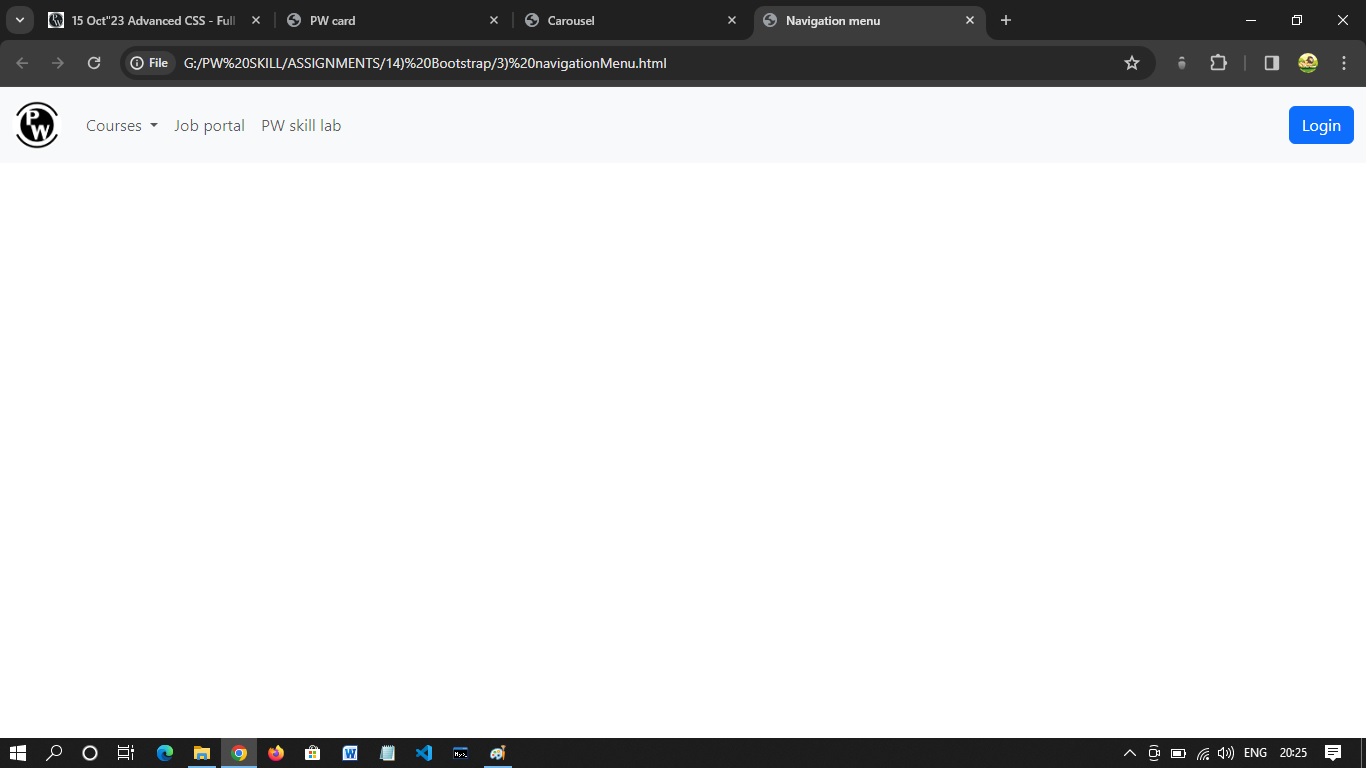 15 Oct"23 Advanced CSS - Full
PW card
Carousel
Navigation menu
File
G:/PW%20SKILL/ASSIGNMENTS/14)%20Bootstrap/3)%20navigationMenu.html
PW
Courses
Job portal
PW skill lab
Login
ENG
20:25